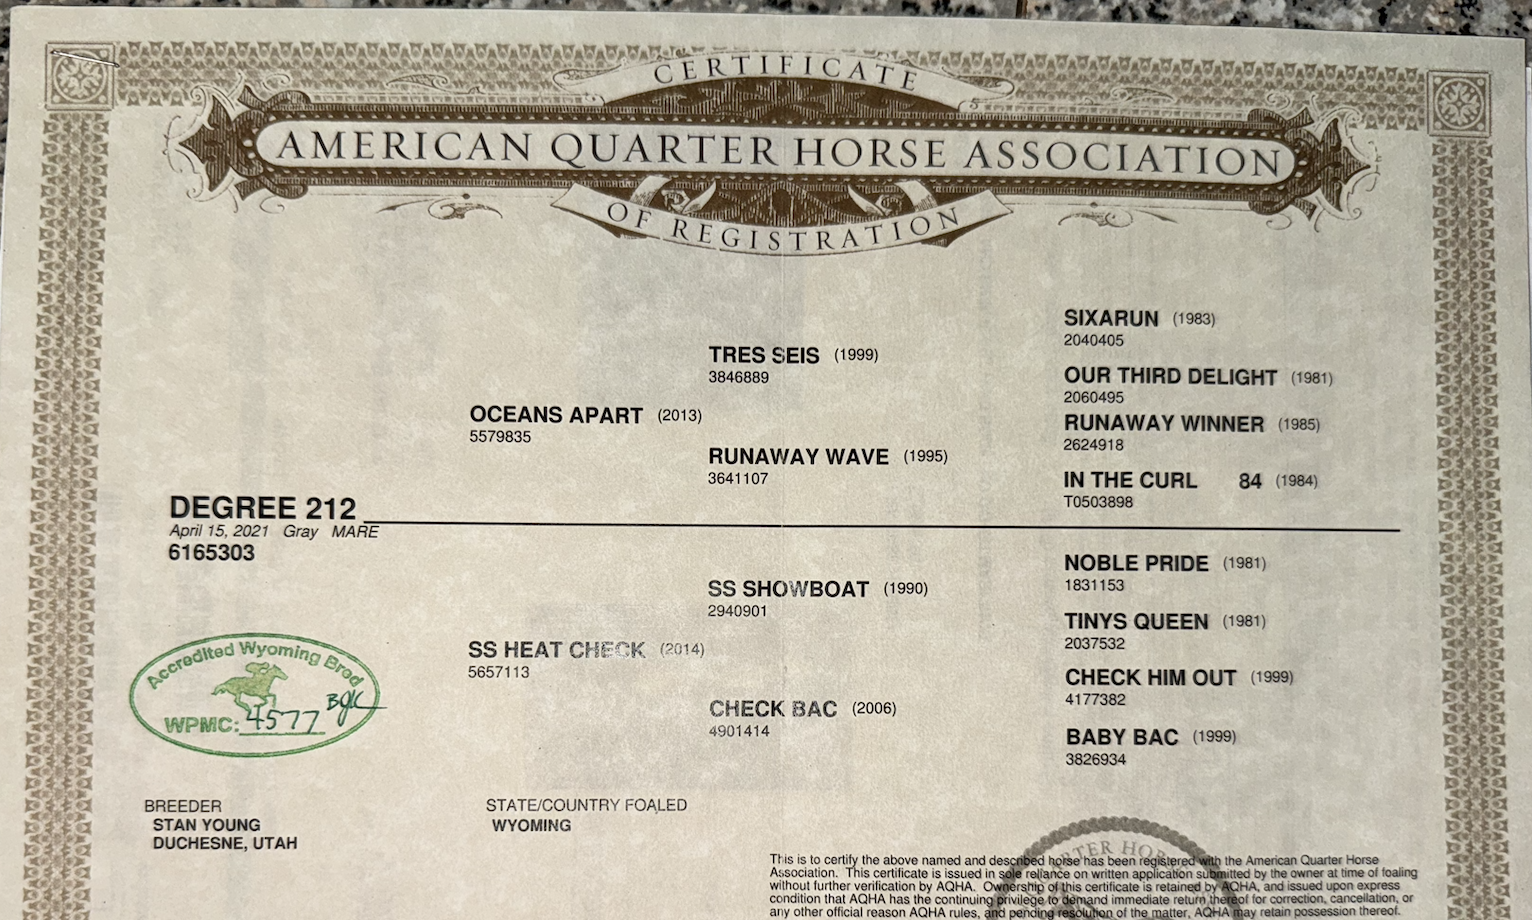 CERTIFICATE
AMERICAN QUARTER HORSE ASSOCIATION
OF REGISTRATION
SIXARUN (1983)
2040405
TRES SEIS (1999)
3846889
OUR THIRD DELIGHT (1981)
2060495
OCEANS APART (2013)
5579835
RUNAWAY WINNER (1985)
2624918
RUNAWAY WAVE (1995)
3641107
IN THE CURL 84 (1984)
T0503898
DEGREE 212
April 15, 2021 Gray MARE
6165303
NOBLE PRIDE (1981)
1831153
SS SHOWBOAT (1990)
2940901
TINYS QUEEN (1981)
2037532
SS HEAT CHECK (2014)
5657113
CHECK HIM OUT (1999)
4177382
CHECK BAC (2006)
4901414
BABY BAC (1999)
3826934
Accredited Wyoming Bred
WPMC: 4577
BREEDER
STAN YOUNG
DUCHESNE, UTAH
STATE/COUNTRY FOALED
WYOMING
This is to certify the above named and described horse has been registered with the American Quarter Horse
Association. This certificate is issued in sole reliance on written application submitted by the owner at time of foaling
without further verification by AQHA. Ownership of this certificate is retained by AQHA, and issued upon express
condition that AQHA has the continuing privilege to demand immediate return thereof for correction, cancellation, or
any other official reason AQHA rules, and pending resolution of the matter, AQHA may retain possession thereof.